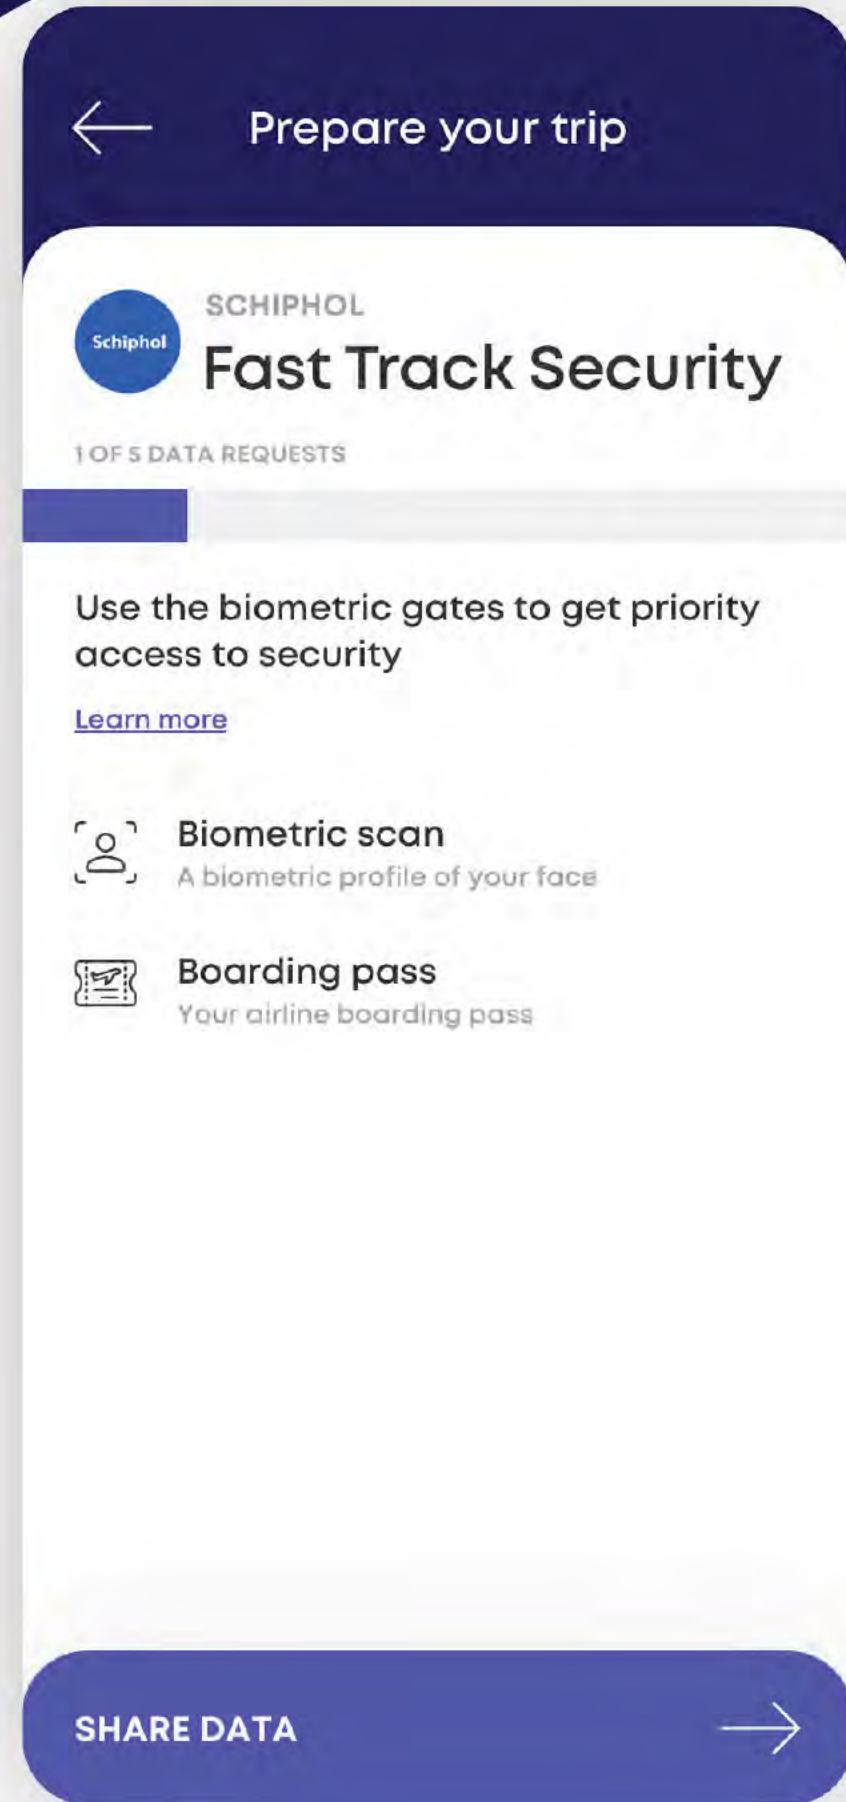 Prepare your trip
Schiphol
SCHIPHOL
Fast Track Security
1 OF 5 DATA REQUESTS
Use the biometric gates to get priority
access to security
Learn more
Biometric scan
A biometric profile of your face
Boarding pass
Your airline boarding pass
SHARE DATA